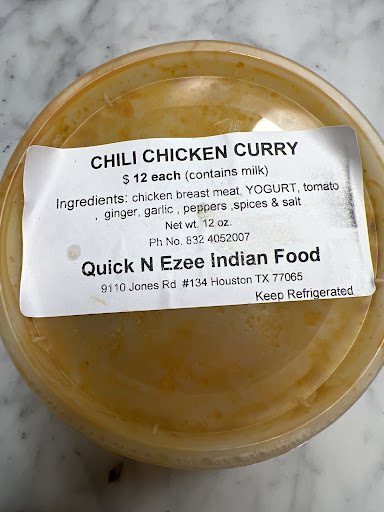 CHILI CHICKEN CURRY
$ 12 each (contains milk)
Ingredients: chicken breast meat, YOGURT, tomato
, ginger, garlic , peppers ,spices & salt
Net wt. 12 oz.
Ph No. 832 4052007
Quick N Ezee Indian Food
9110 Jones Rd #134 Houston TX 77065
Keep Refrigerated